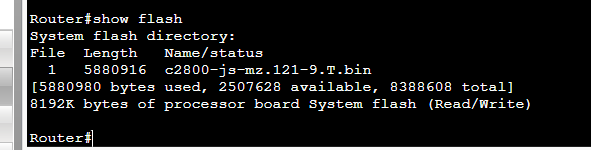 Router#show flash
System flash directory:
File  Length   Name/status
  1   5880916  c2800-js-mz.121-9.T.bin
[5880980 bytes used, 2507628 available, 8388608 total]
8192K bytes of processor board System flash (Read/Write)
Router#